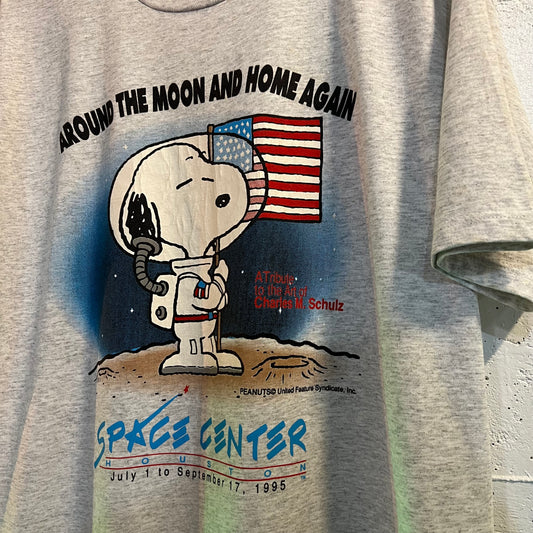 AROUND THE MOON AND HOME AGAIN
A Tribute
to the Art of
Charles M. Schulz
PEANUTS© United Feature Syndicate, Inc.
SPACE CENTER
HOUSTON™
July 1 to September 17, 1995